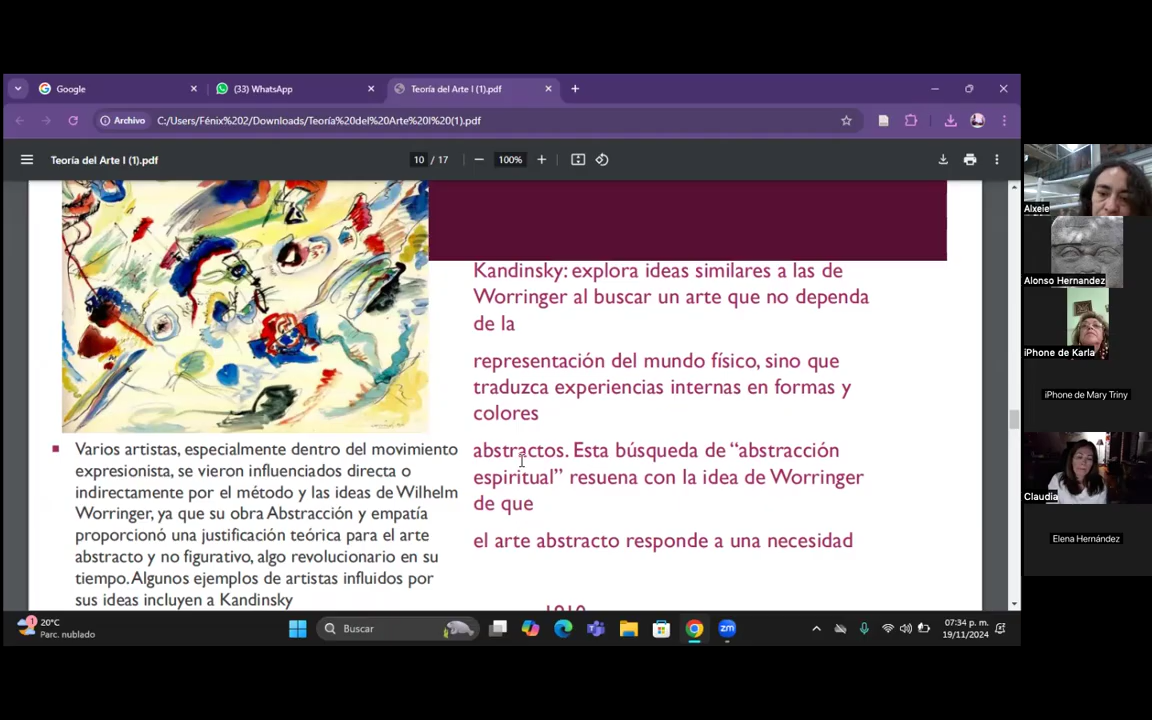 Google
(33) WhatsApp
Teoría del Arte I (1).pdf
Archivo
C:/Users/Fénix%202/Downloads/Teoría%20del%20Arte%20I%20(1).pdf
Teoría del Arte I (1).pdf
10 / 17
100%
Kandinsky: explora ideas similares a las de
Worringer al buscar un arte que no dependa
de la
representación del mundo físico, sino que
traduzca experiencias internas en formas y
colores
abstractos. Esta búsqueda de “abstracción
espiritual” resuena con la idea de Worringer
de que
el arte abstracto responde a una necesidad
1910
Varios artistas, especialmente dentro del movimiento
expresionista, se vieron influenciados directa o
indirectamente por el método y las ideas de Wilhelm
Worringer, ya que su obra Abstracción y empatía
proporcionó una justificación teórica para el arte
abstracto y no figurativo, algo revolucionario en su
tiempo. Algunos ejemplos de artistas influidos por
sus ideas incluyen a Kandinsky
Alxeie
Alonso Hernandez
iPhone de Karla
iPhone de Mary Triny
Claudia
Elena Hernández
1
20°C
Parc. nublado
Buscar
zm
07:34 p. m.
19/11/2024